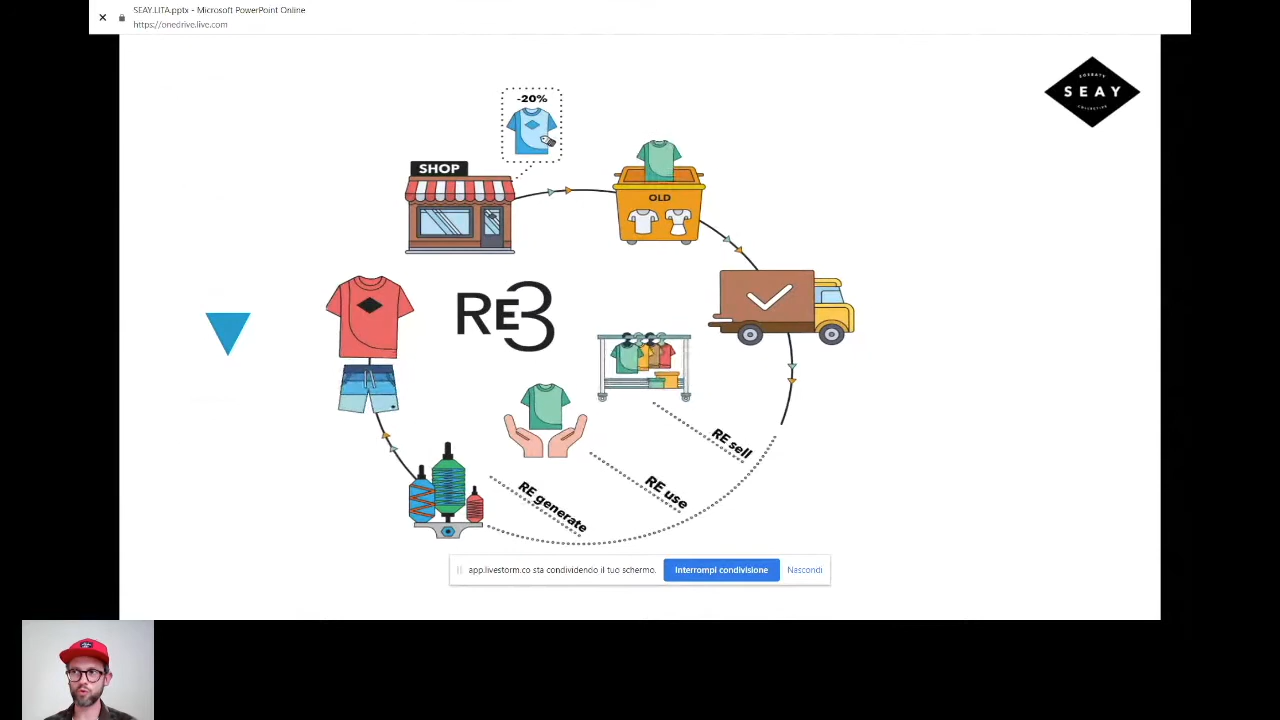 SEAY.LITA.pptx - Microsoft PowerPoint Online
https://onedrive.live.com
SEAY
COLLECTIVE
-20%
SHOP
OLD
RE3
RE sell
RE use
RE generate
app.livestorm.co sta condividendo il tuo schermo.
Interrompi condivisione
Nascondi